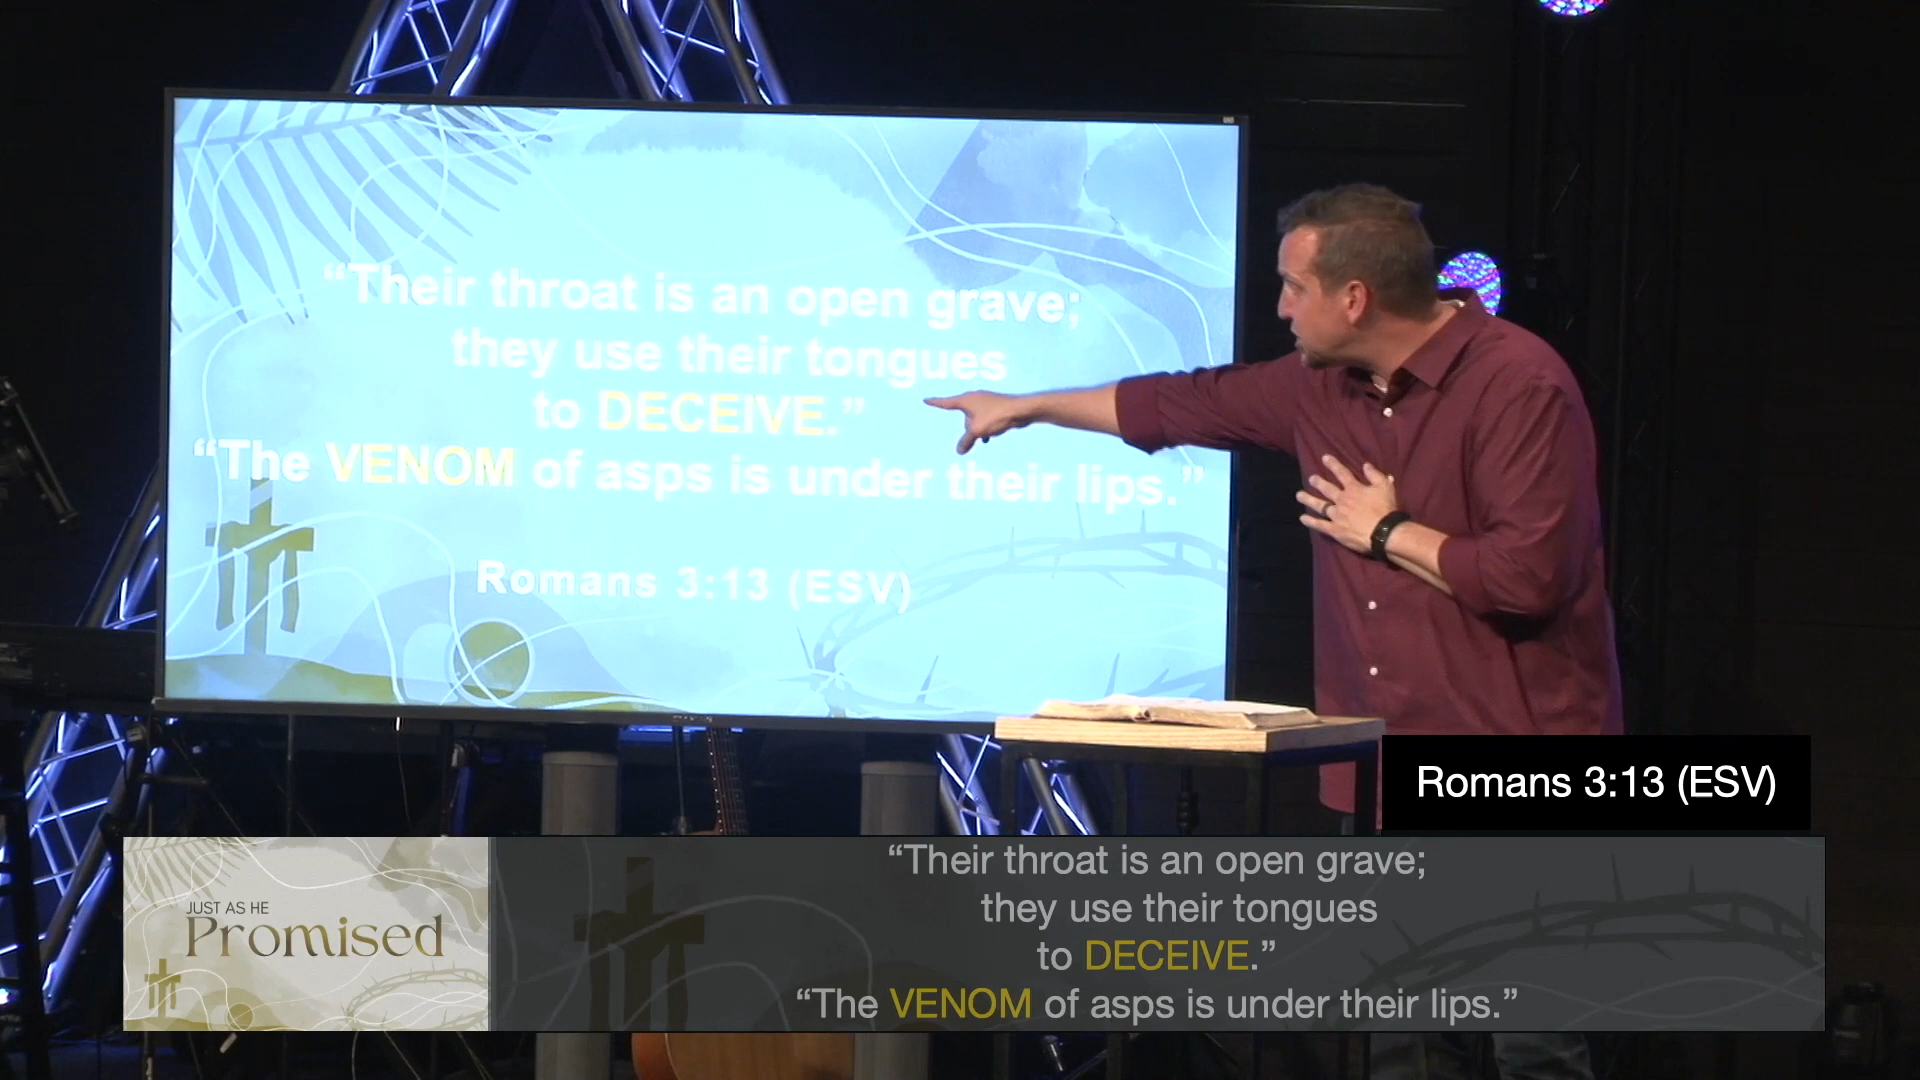 “Their throat is an open grave;
they use their tongues
to DECEIVE.”
“The VENOM of asps is under their lips.”
Romans 3:13 (ESV)
Romans 3:13 (ESV)
JUST AS HE
Promised
“Their throat is an open grave;
they use their tongues
to DECEIVE.”
“The VENOM of asps is under their lips.”